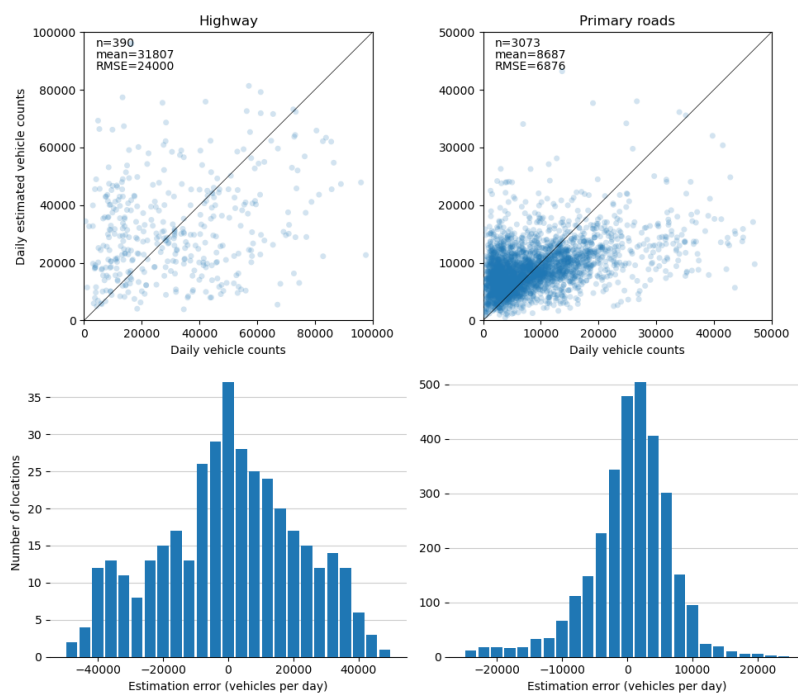 Highway
Primary roads
100000
80000
60000
40000
20000
0
Daily estimated vehicle counts
n=390
mean=31807
RMSE=24000
0 20000 40000 60000 80000 100000
Daily vehicle counts
50000
40000
30000
20000
10000
0
n=3073
mean=8687
RMSE=6876
0 10000 20000 30000 40000 50000
Daily vehicle counts
35
30
25
20
15
10
5
0
Number of locations
−40000 −20000 0 20000 40000
Estimation error (vehicles per day)
500
400
300
200
100
0
−20000 −10000 0 10000 20000
Estimation error (vehicles per day)